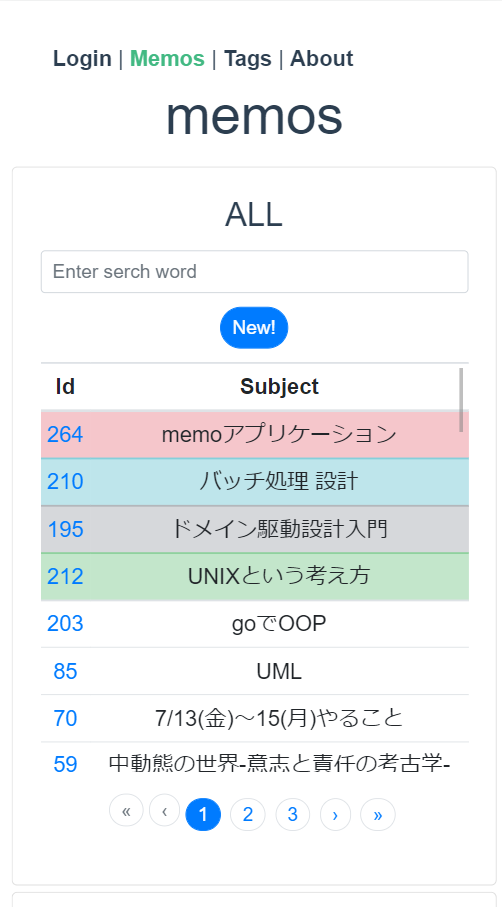 Login | Memos | Tags | About
memos
ALL
Enter serch word
New!
Id Subject
264 memoアプリケーション
210 バッチ処理 設計
195 ドメイン駆動設計入門
212 UNIXという考え方
203 goでOOP
85 UML
70 7/13(金)〜15(月)やること
59 中動態の世界-意志と責任の考古学-
« ‹ 1 2 3 › »